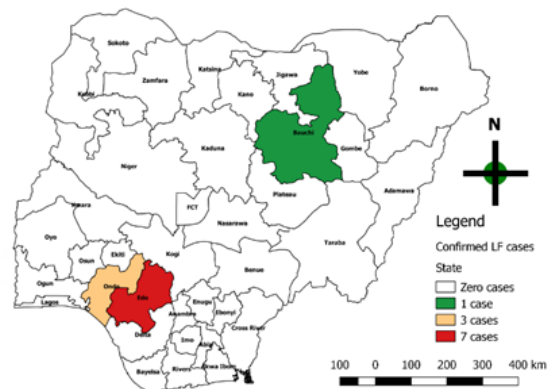 Sokoto
Katsina
Jigawa
Yobe
Zamfara
Borno
Kebbi
Kano
Bauchi
Kaduna
Gombe
Niger
Adamawa
Plateau
FCT
Kwara
Nasarawa
Oyo
Taraba
Kogi
Ekiti
Osun
Benue
Ogun
Ondo
Edo
Enugu
Lagos
Anambra
Ebonyi
Cross River
Delta
Imo
Abia
Bayelsa
Rivers
Akwa Ibom
N
Legend
Confirmed LF cases
State
Zero cases
1 case
3 cases
7 cases
100 0 100 200 300 400 km